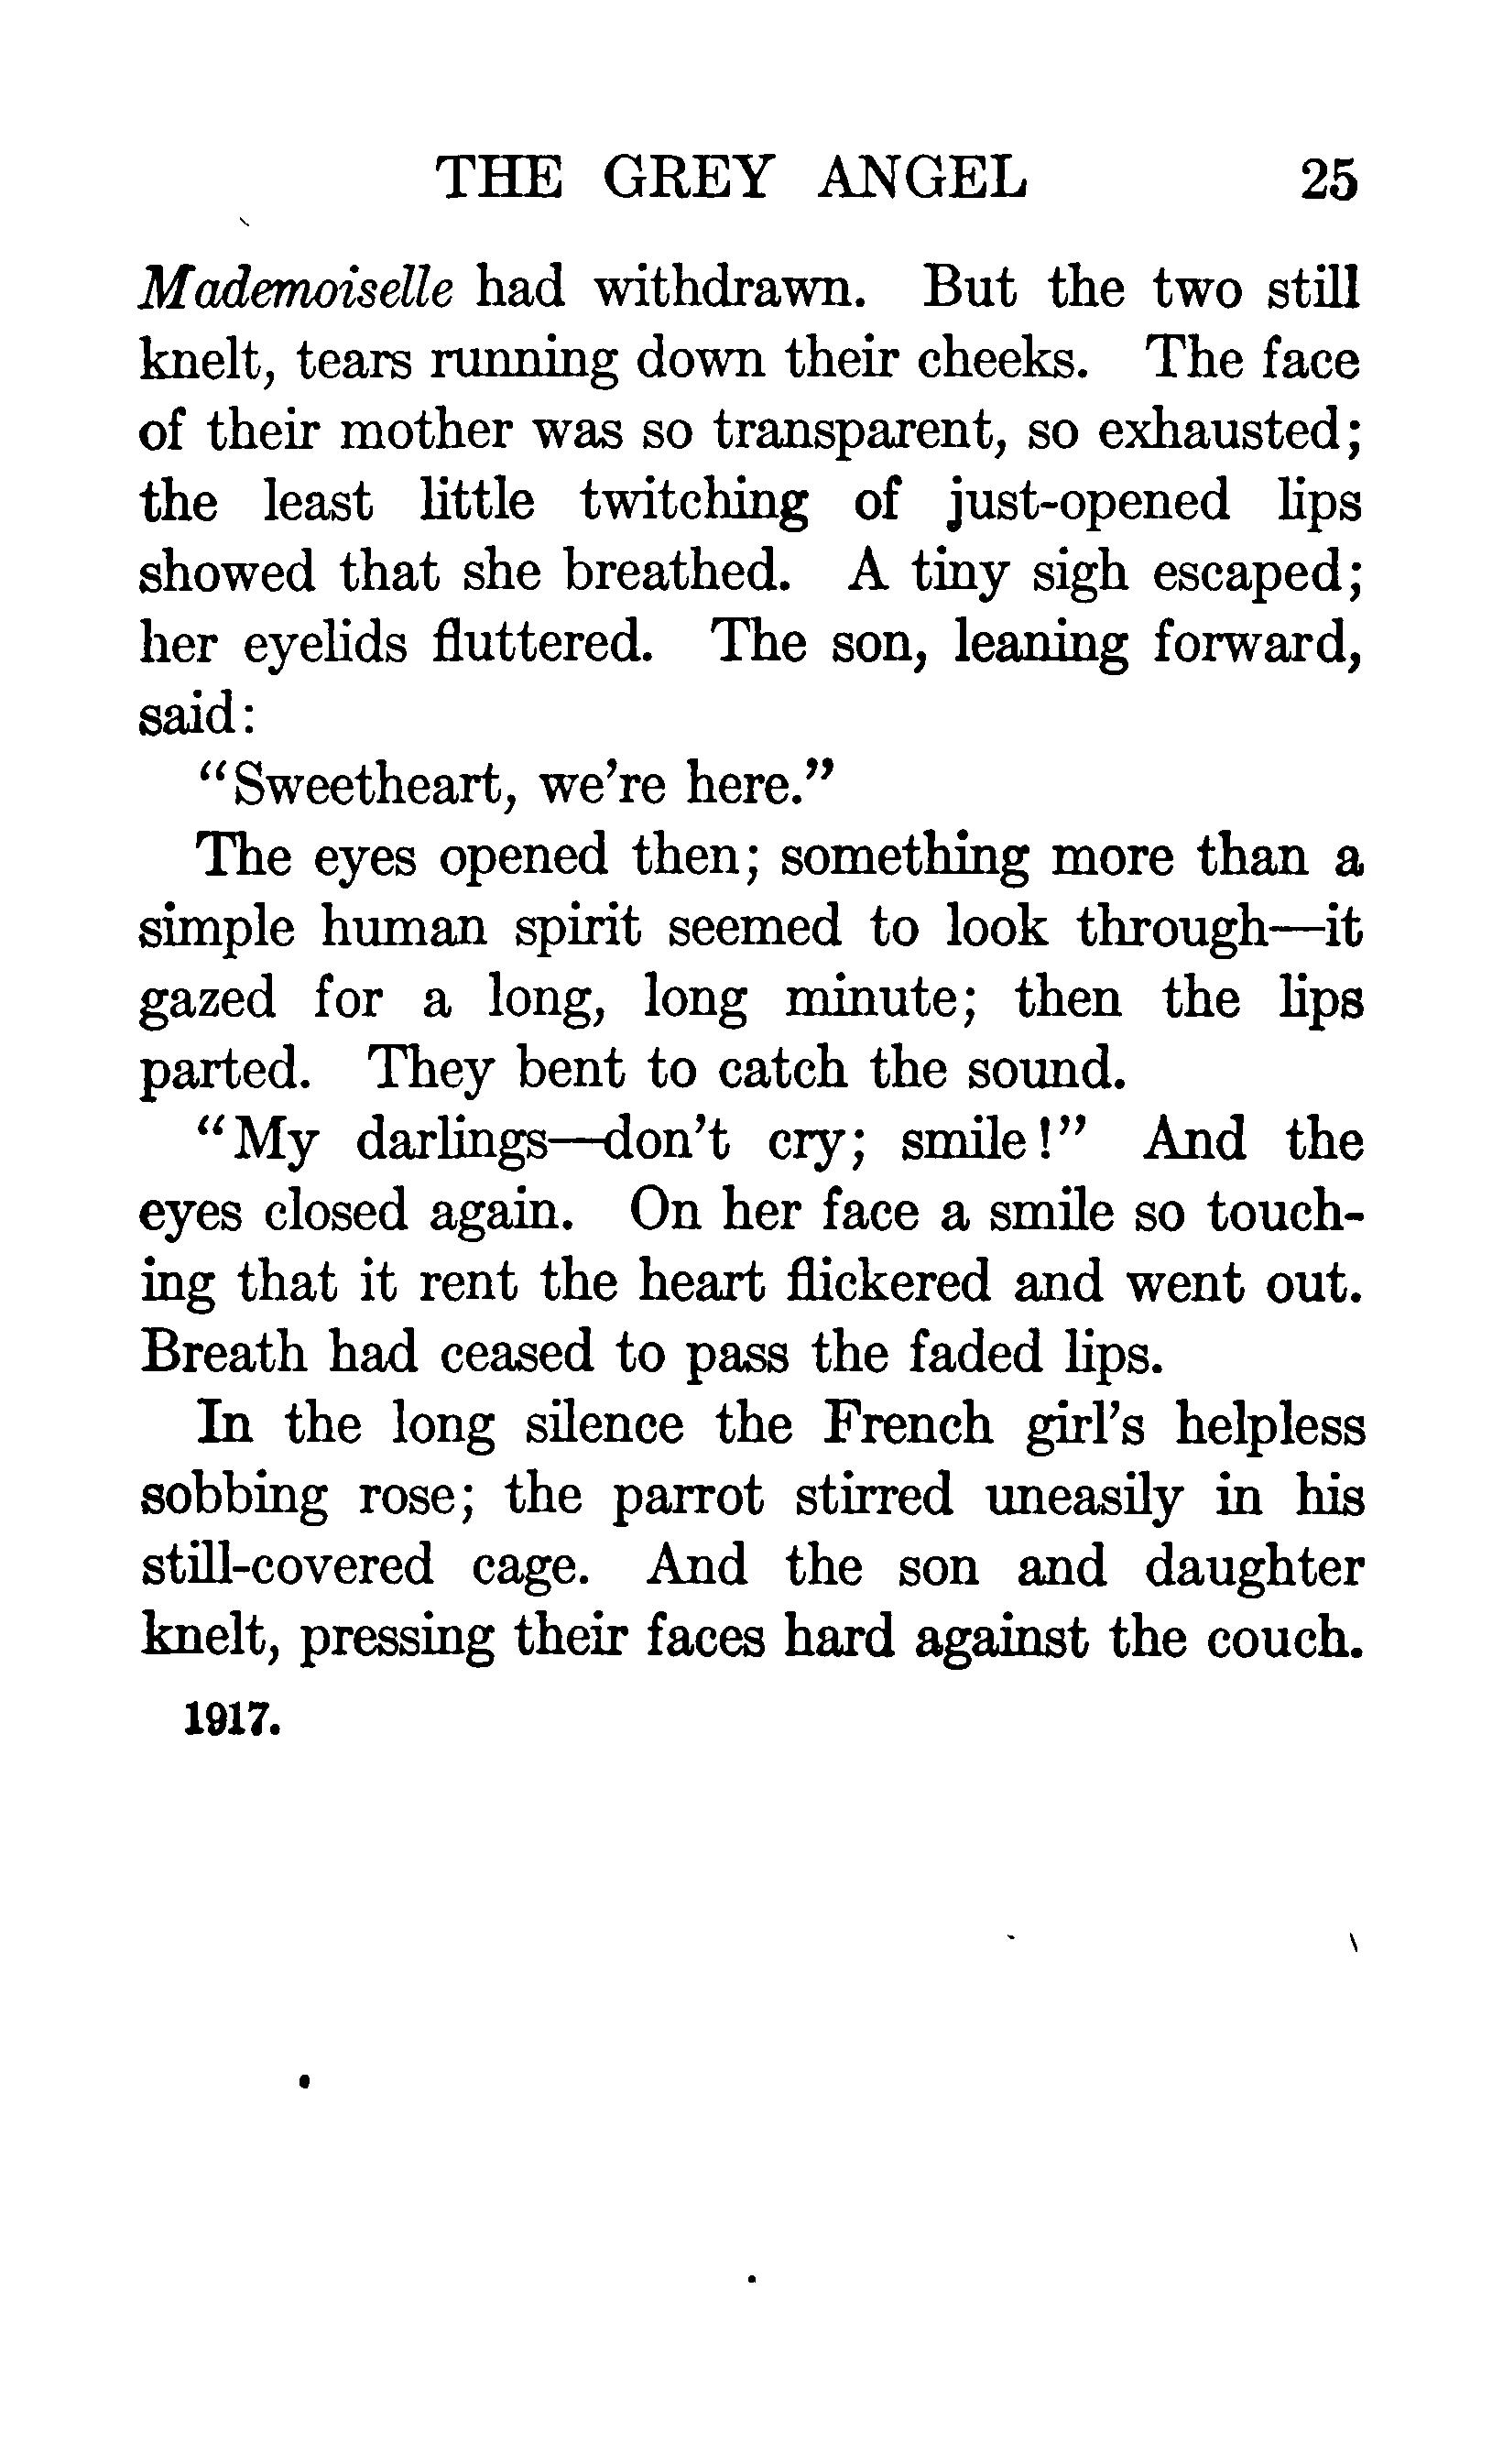 THE GREY ANGEL 25
Mademoiselle had withdrawn. But the two still
knelt, tears running down their cheeks. The face
of their mother was so transparent, so exhausted;
the least little twitching of just-opened lips
showed that she breathed. A tiny sigh escaped;
her eyelids fluttered. The son, leaning forward,
said:
"Sweetheart, we're here."
The eyes opened then; something more than a
simple human spirit seemed to look through—it
gazed for a long, long minute; then the lips
parted. They bent to catch the sound.
"My darlings—don't cry; smile!" And the
eyes closed again. On her face a smile so touch-
ing that it rent the heart flickered and went out.
Breath had ceased to pass the faded lips.
In the long silence the French girl's helpless
sobbing rose; the parrot stirred uneasily in his
still-covered cage. And the son and daughter
knelt, pressing their faces hard against the couch.
1917.